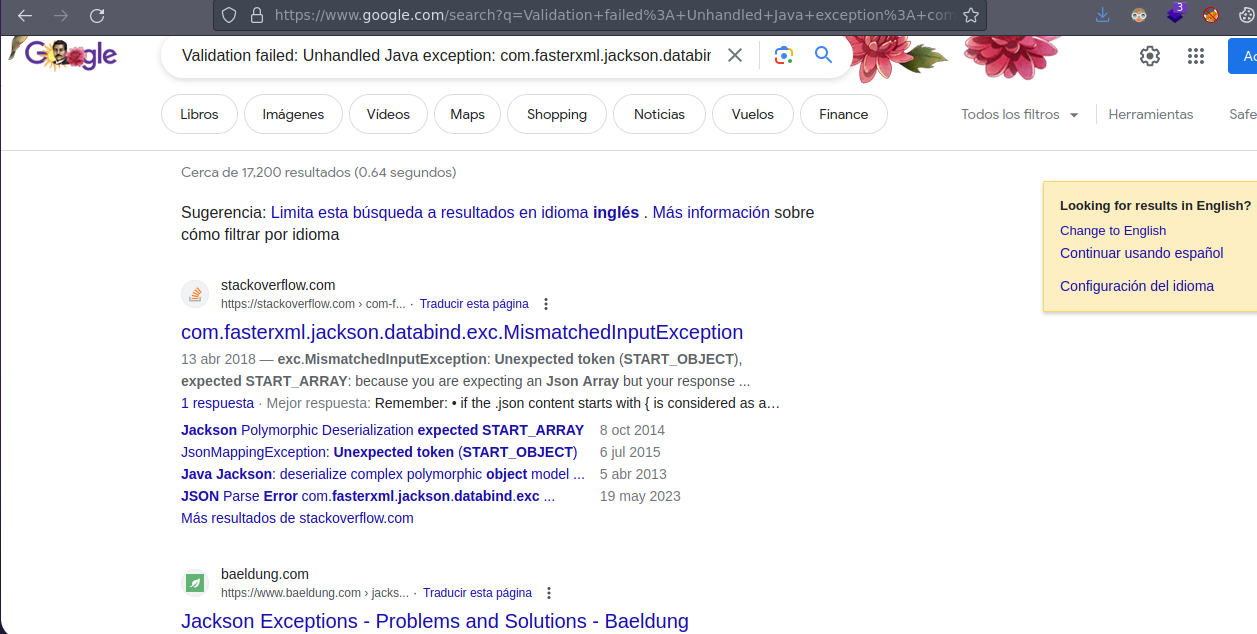 https://www.google.com/search?q=Validation+failed%3A+Unhandled+Java+exception%3A+com
3
Google
Validation failed: Unhandled Java exception: com.fasterxml.jackson.databir
Libros
Imágenes
Vídeos
Maps
Shopping
Noticias
Vuelos
Finance
Todos los filtros
Herramientas
Safe
Cerca de 17,200 resultados (0.64 segundos)
Sugerencia: Limita esta búsqueda a resultados en idioma inglés . Más información sobre
cómo filtrar por idioma
Looking for results in English?
Change to English
Continuar usando español
Configuración del idioma
stackoverflow.com
https://stackoverflow.com › com-f... · Traducir esta página
com.fasterxml.jackson.databind.exc.MismatchedInputException
13 abr 2018 — exc.MismatchedInputException: Unexpected token (START_OBJECT),
expected START_ARRAY: because you are expecting an Json Array but your response ...
1 respuesta · Mejor respuesta: Remember: • if the .json content starts with { is considered as a…
Jackson Polymorphic Deserialization expected START_ARRAY 8 oct 2014
JsonMappingException: Unexpected token (START_OBJECT) 6 jul 2015
Java Jackson: deserialize complex polymorphic object model ... 5 abr 2013
JSON Parse Error com.fasterxml.jackson.databind.exc ... 19 may 2023
Más resultados de stackoverflow.com
baeldung.com
https://www.baeldung.com › jacks... · Traducir esta página
Jackson Exceptions - Problems and Solutions - Baeldung